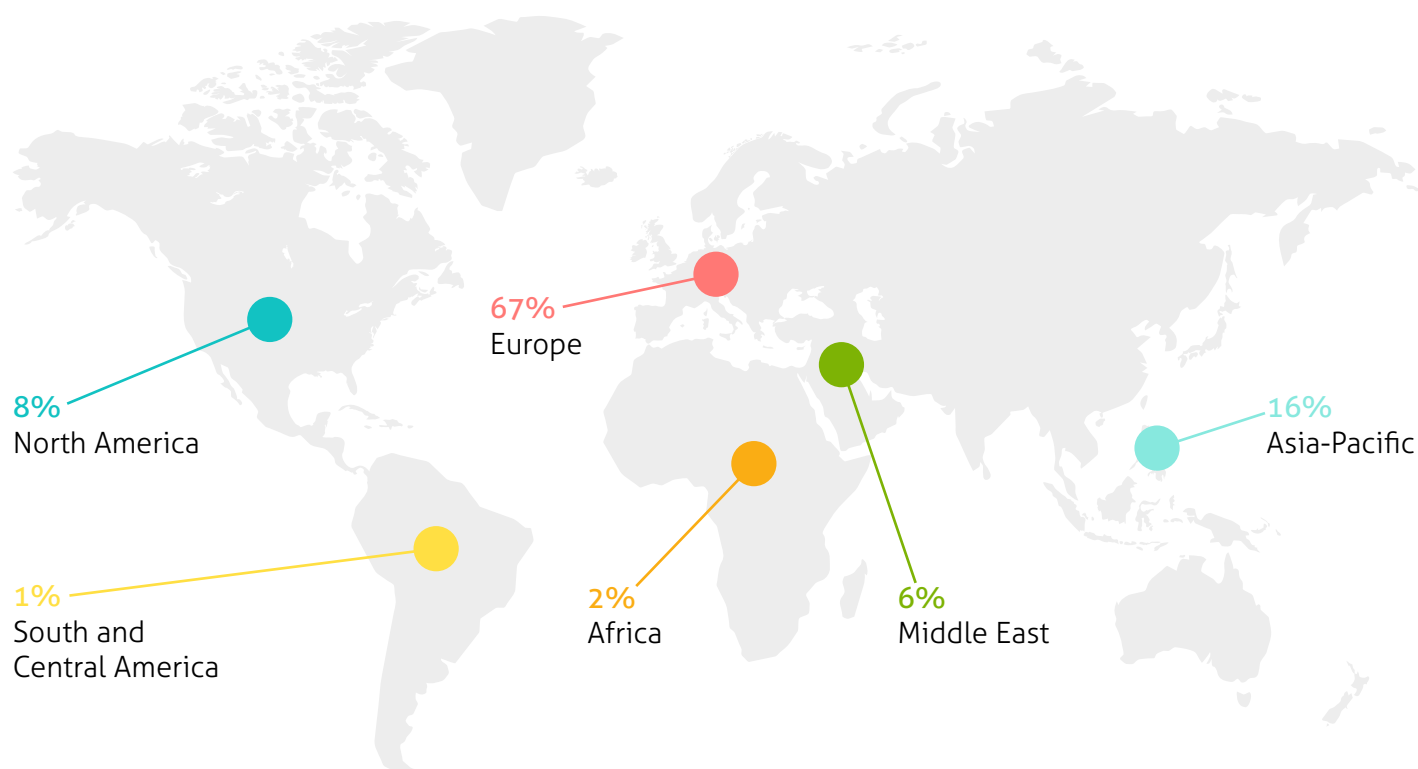 67%
Europe
8%
North America
16%
Asia-Pacific
1%
South and
Central America
2%
Africa
6%
Middle East